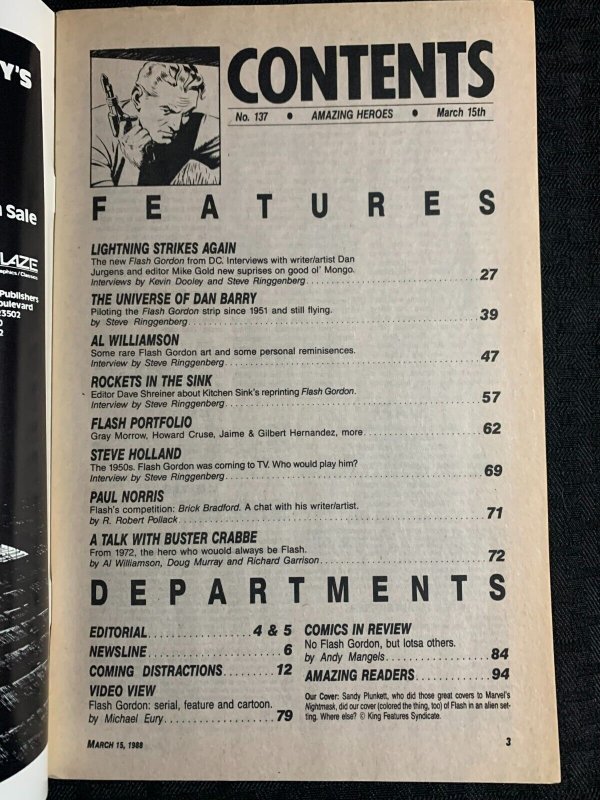 Y'S
Sale
LAZE
aphics/Classics
Publishers
oulevard
23502
0
2
CONTENTS
No. 137 • AMAZING HEROES • March 15th
FEATURES
LIGHTNING STRIKES AGAIN
The new Flash Gordon from DC. Interviews with writer/artist Dan
Jurgens and editor Mike Gold new suprises on good ol' Mongo.
Interviews by Kevin Dooley and Steve Ringgenberg 27
THE UNIVERSE OF DAN BARRY
Piloting the Flash Gordon strip since 1951 and still flying.
by Steve Ringgenberg 39
AL WILLIAMSON
Some rare Flash Gordon art and some personal reminisences.
Interview by Steve Ringgenberg 47
ROCKETS IN THE SINK
Editor Dave Shreiner about Kitchen Sink's reprinting Flash Gordon.
Interview by Steve Ringgenberg 57
FLASH PORTFOLIO
Gray Morrow, Howard Cruse, Jaime & Gilbert Hernandez, more 62
STEVE HOLLAND
The 1950s. Flash Gordon was coming to TV. Who would play him?
Interview by Steve Ringgenberg 69
PAUL NORRIS
Flash's competition: Brick Bradford. A chat with his writer/artist.
by R. Robert Pollack 71
A TALK WITH BUSTER CRABBE
From 1972, the hero who wouold always be Flash.
by Al Williamson, Doug Murray and Richard Garrison 72
DEPARTMENTS
EDITORIAL 4 & 5
NEWSLINE 6
COMING DISTRACTIONS 12
VIDEO VIEW
Flash Gordon: serial, feature and cartoon.
by Michael Eury 79
COMICS IN REVIEW
No Flash Gordon, but lotsa others.
by Andy Mangels 84
AMAZING READERS 94
Our Cover: Sandy Plunkett, who did those great covers to Marvel's
Nightmask, did our cover (colored the thing, too) of Flash in an alien set-
ting. Where else? © King Features Syndicate.
MARCH 15, 1988
3